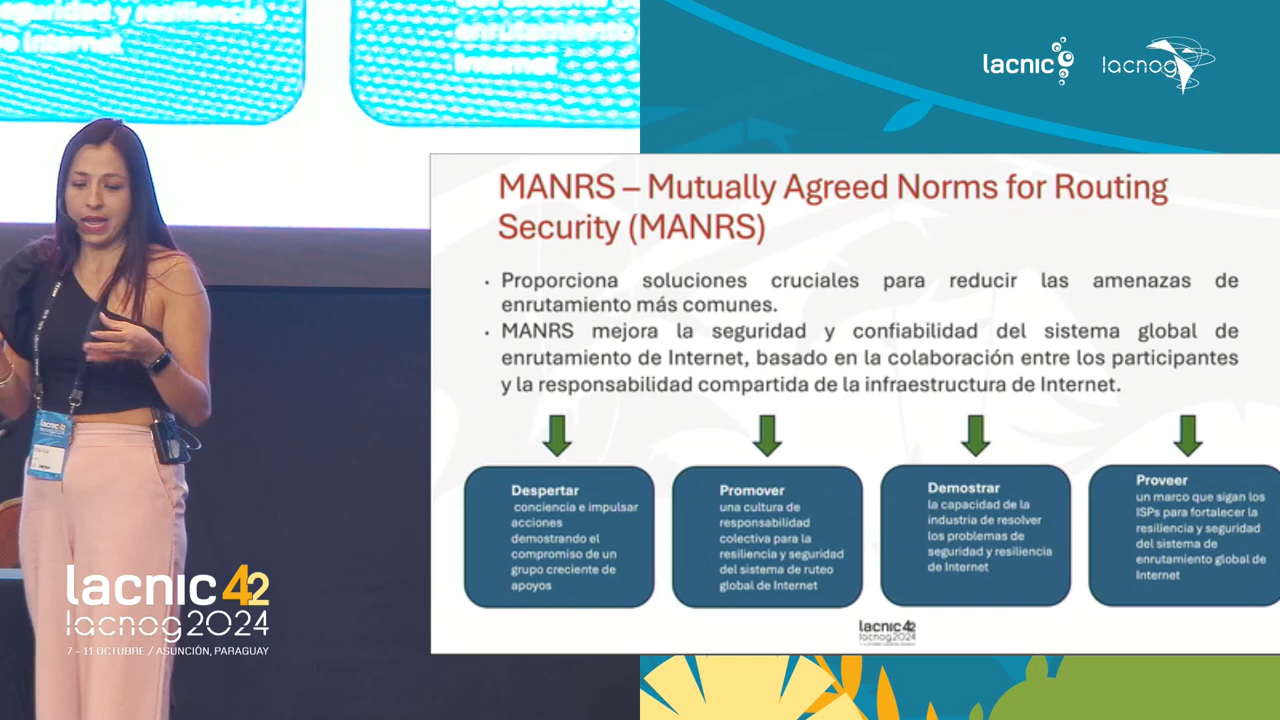 seguridad y resiliencia
de Internet
enrutamiento
Internet
lacnic
lacnog
MANRS – Mutually Agreed Norms for Routing
Security (MANRS)
• Proporciona soluciones cruciales para reducir las amenazas de
enrutamiento más comunes.
• MANRS mejora la seguridad y confiabilidad del sistema global de
enrutamiento de Internet, basado en la colaboración entre los participantes
y la responsabilidad compartida de la infraestructura de Internet.
Despertar
conciencia e impulsar
acciones
demostrando el
compromiso de un
grupo creciente de
apoyos
Promover
una cultura de
responsabilidad
colectiva para la
resiliencia y seguridad
del sistema de ruteo
global de Internet
Demostrar
la capacidad de la
industria de resolver
los problemas de
seguridad y resiliencia
de Internet
Proveer
un marco que sigan los
ISPs para fortalecer la
resiliencia y seguridad
del sistema de
enrutamiento global de
Internet
lacnic42
lacnog2024
lacnic42
lacnog2024
lacnic42
lacnog2024
7 - 11 OCTUBRE / ASUNCIÓN, PARAGUAY